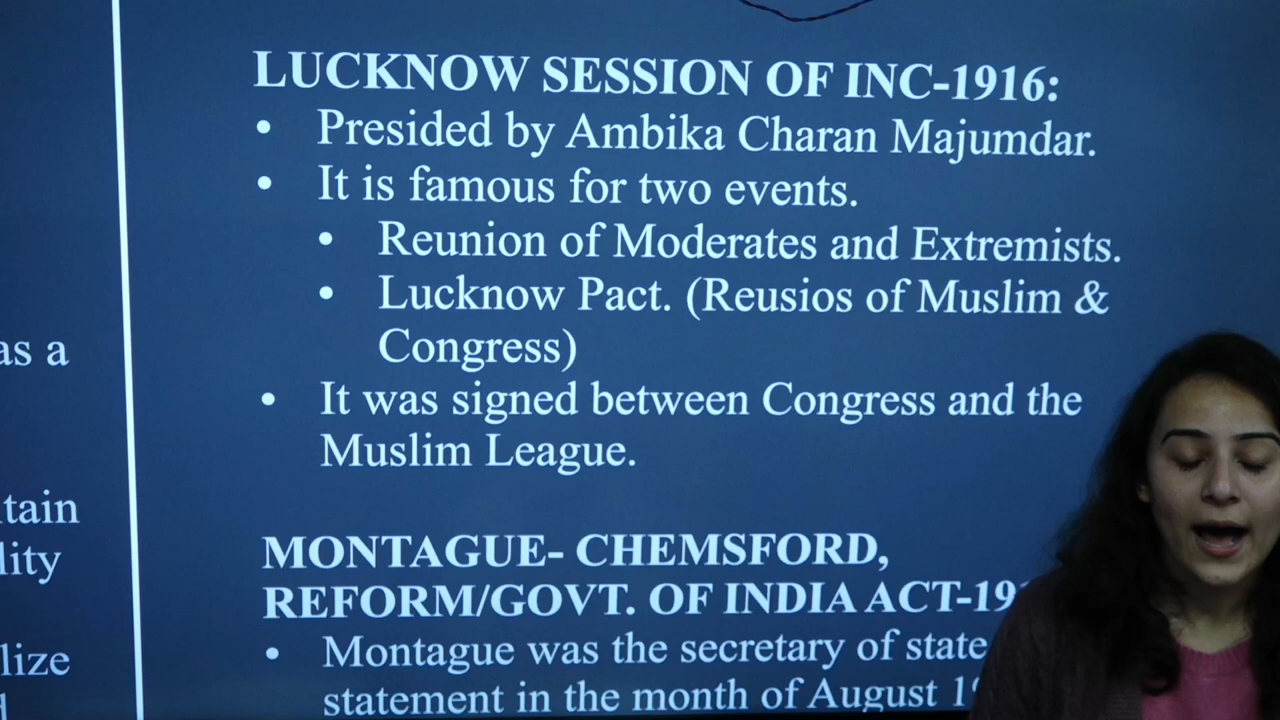 LUCKNOW SESSION OF INC-1916:
• Presided by Ambika Charan Majumdar.
• It is famous for two events.
• Reunion of Moderates and Extremists.
• Lucknow Pact. (Reusios of Muslim &
Congress)
• It was signed between Congress and the
Muslim League.
MONTAGUE- CHEMSFORD,
REFORM/GOVT. OF INDIA ACT-19
• Montague was the secretary of state
statement in the month of August 1
as a
lize